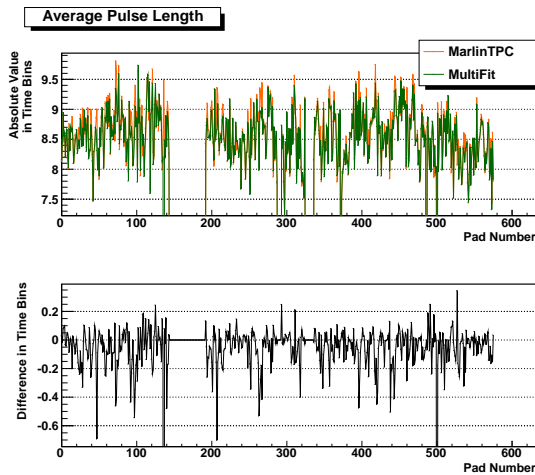 Average Pulse Length
MarlinTPC
MultiFit
Absolute Value
in Time Bins
9.5
9
8.5
8
7.5
0 100 200 300 400 500 600
Pad Number
Difference in Time Bins
0.2
0
-0.2
-0.4
-0.6
0 100 200 300 400 500 600
Pad Number